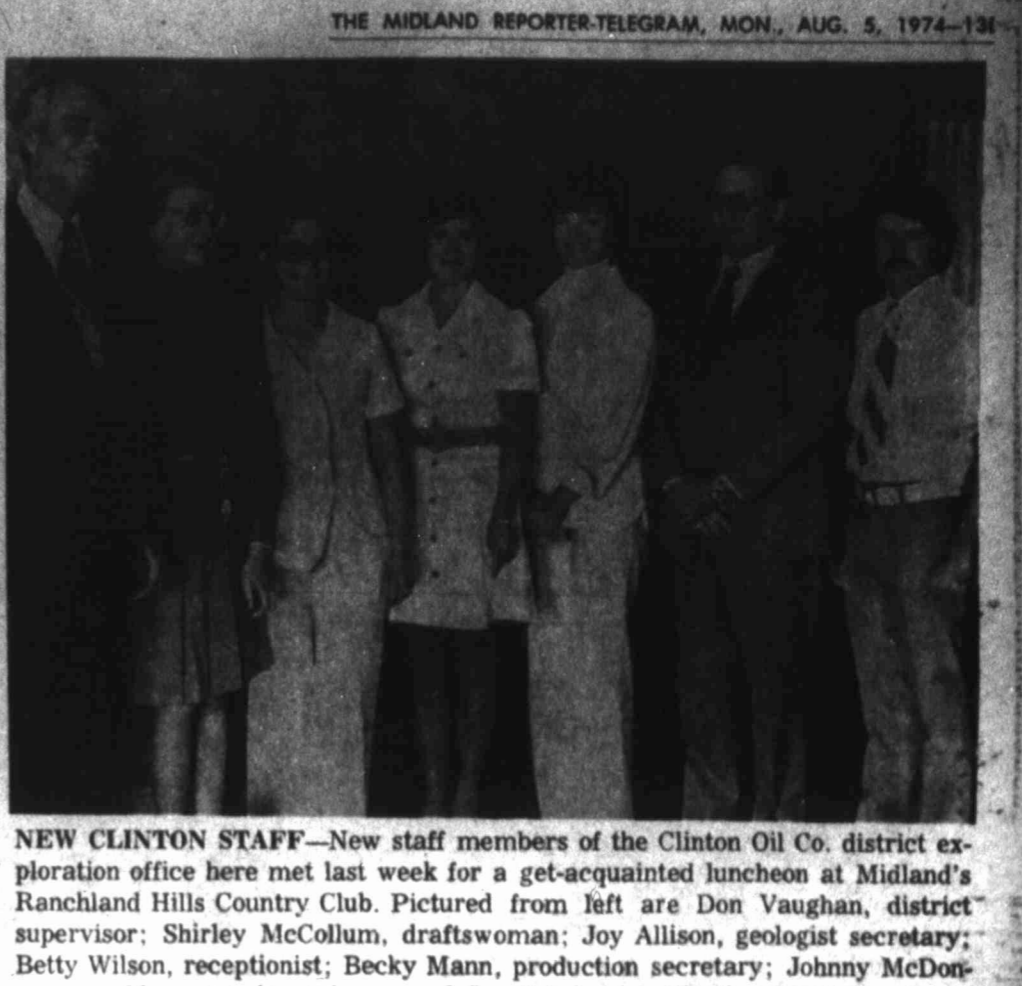 THE MIDLAND REPORTER-TELEGRAM, MON., AUG. 5, 1974—13
NEW CLINTON STAFF—New staff members of the Clinton Oil Co. district ex-
ploration office here met last week for a get-acquainted luncheon at Midland's
Ranchland Hills Country Club. Pictured from left are Don Vaughan, district
supervisor; Shirley McCollum, draftswoman; Joy Allison, geologist secretary;
Betty Wilson, receptionist; Becky Mann, production secretary; Johnny McDon-